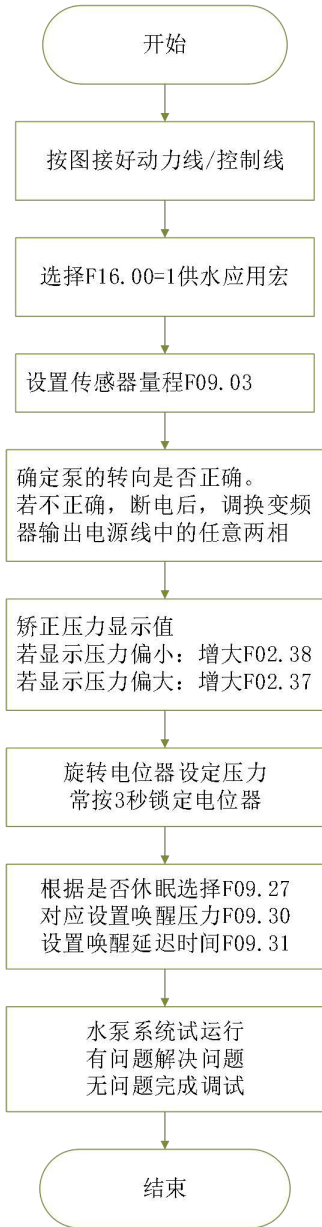 开始
按图接好动力线/控制线
选择F16.00=1供水应用宏
设置传感器量程F09.03
确定泵的转向是否正确。
若不正确，断电后，调换变频
器输出电源线中的任意两相
矫正压力显示值
若显示压力偏小：增大F02.38
若显示压力偏大：增大F02.37
旋转电位器设定压力
常按3秒锁定电位器
根据是否休眠选择F09.27
对应设置唤醒压力F09.30
设置唤醒延迟时间F09.31
水泵系统试运行
有问题解决问题
无问题完成调试
结束